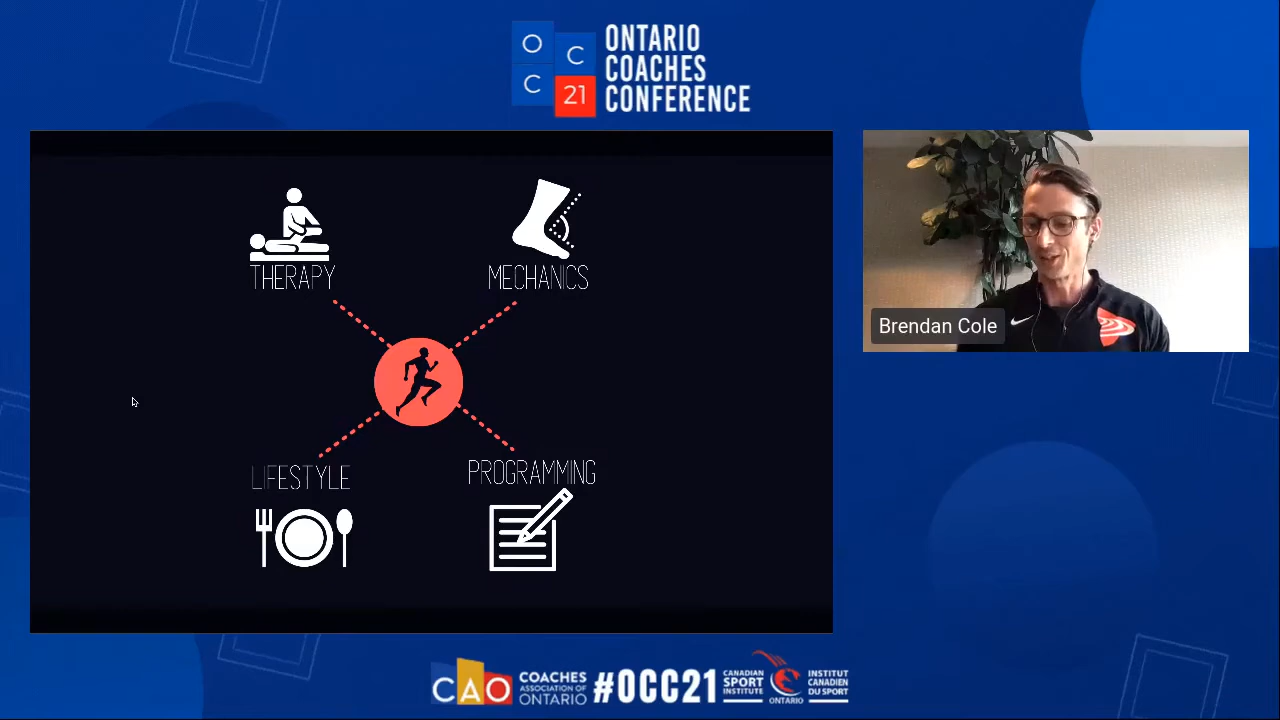 O
C
C
21
ONTARIO
COACHES
CONFERENCE
THERAPY
MECHANICS
LIFESTYLE
PROGRAMMING
Brendan Cole
CAO
COACHES
ASSOCIATION OF
ONTARIO
#OCC21
CANADIAN
SPORT
INSTITUTE
ONTARIO
INSTITUT
CANADIEN
DU SPORT